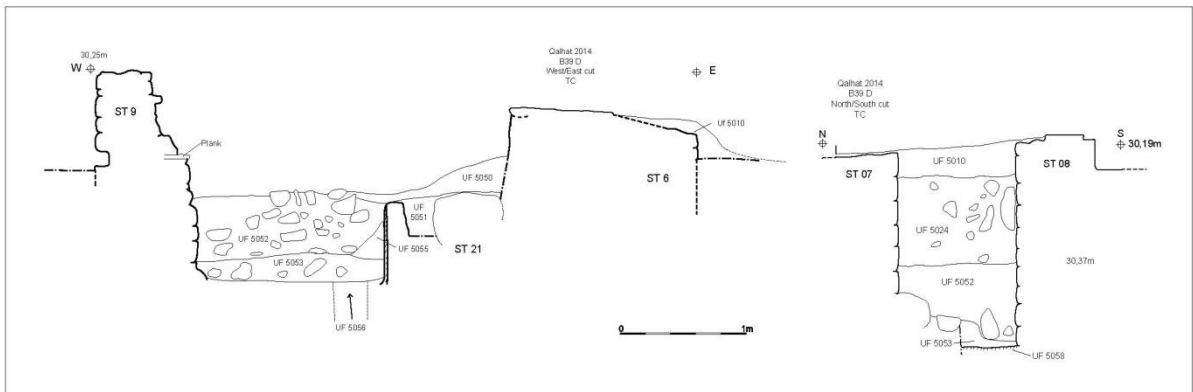 30,25m
W
ST 9
Plank
UF 5052
UF 5053
UF 5056
UF 5055
UF
5051
UF 5050
ST 21
Qalhat 2014
B39 D
West/East cut
TC
E
Uf 5010
ST 6
0
1m
Qalhat 2014
B39 D
North/South cut
TC
N
S
30,19m
UF 5010
ST 07
ST 08
UF 5024
30,37m
UF 5052
UF 5053
UF 5058